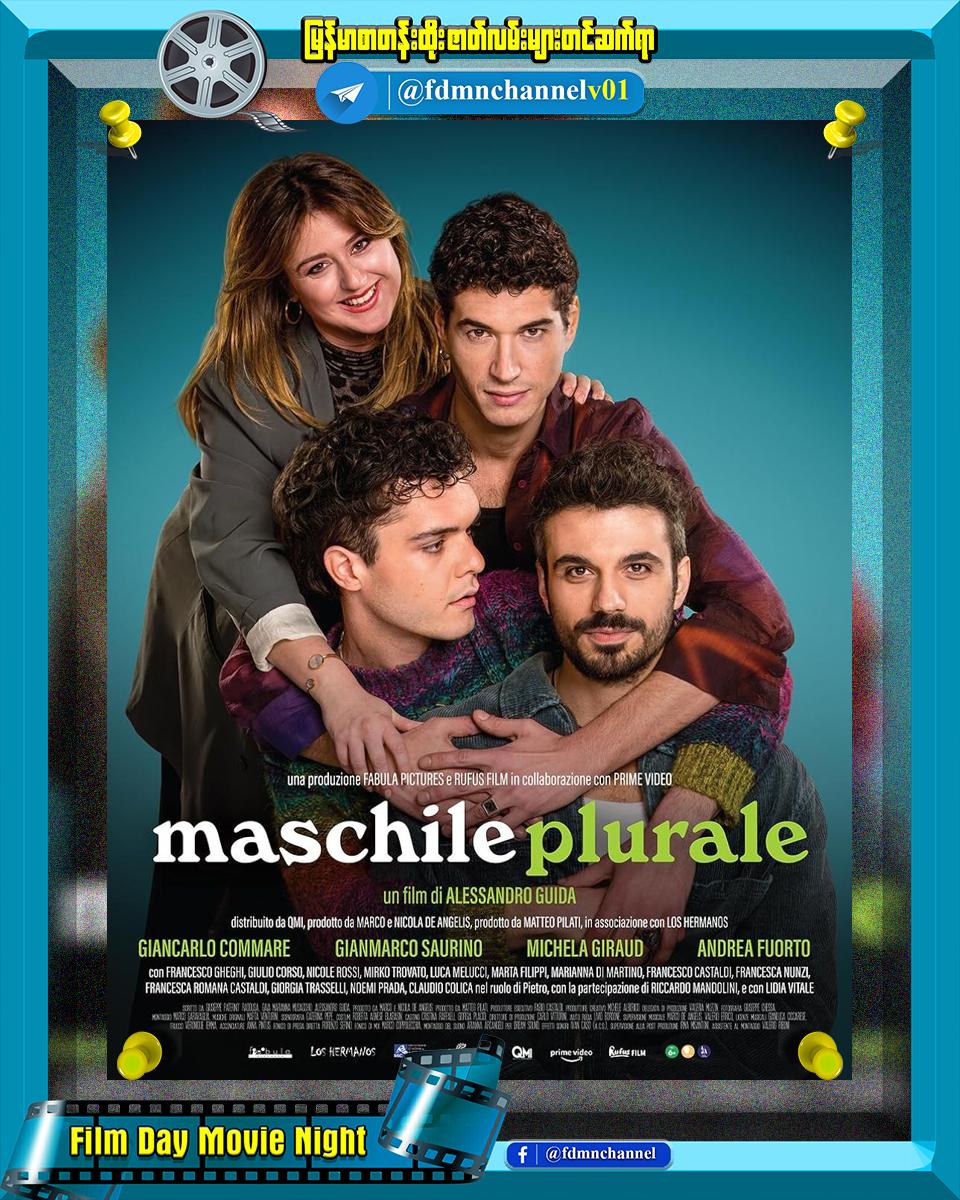 မြန်မာစာတန်းထိုး ဇာတ်လမ်းများတင်ဆက်ရာ
@fdmnchannelv01
una produzione FABULA PICTURES e RUFUS FILM in collaborazione con PRIME VIDEO
maschile plurale
un film di ALESSANDRO GUIDA
distribuito da QMI, prodotto da MARCO e NICOLA DE ANGELIS, prodotto da MATTEO PILATI, in associazione con LOS HERMANOS
GIANCARLO COMMARE GIANMARCO SAURINO MICHELA GIRAUD ANDREA FUORTO
con FRANCESCO GHEGHI, GIULIO CORSO, NICOLE ROSSI, MIRKO TROVATO, LUCA MELUCCI, MARTA FILIPPI, MARIANNA DI MARTINO, FRANCESCO CASTALDI, FRANCESCA NUNZI,
FRANCESCA ROMANA CASTALDI, GIORGIA TRASSELLI, NOEMI PRADA, CLAUDIO COLICA nel ruolo di Pietro, con la partecipazione di RICCARDO MANDOLINI, e con LIDIA VITALE
fabula LOS HERMANOS QMI prime video Rufus FILM
Film Day Movie Night
@fdmnchannel